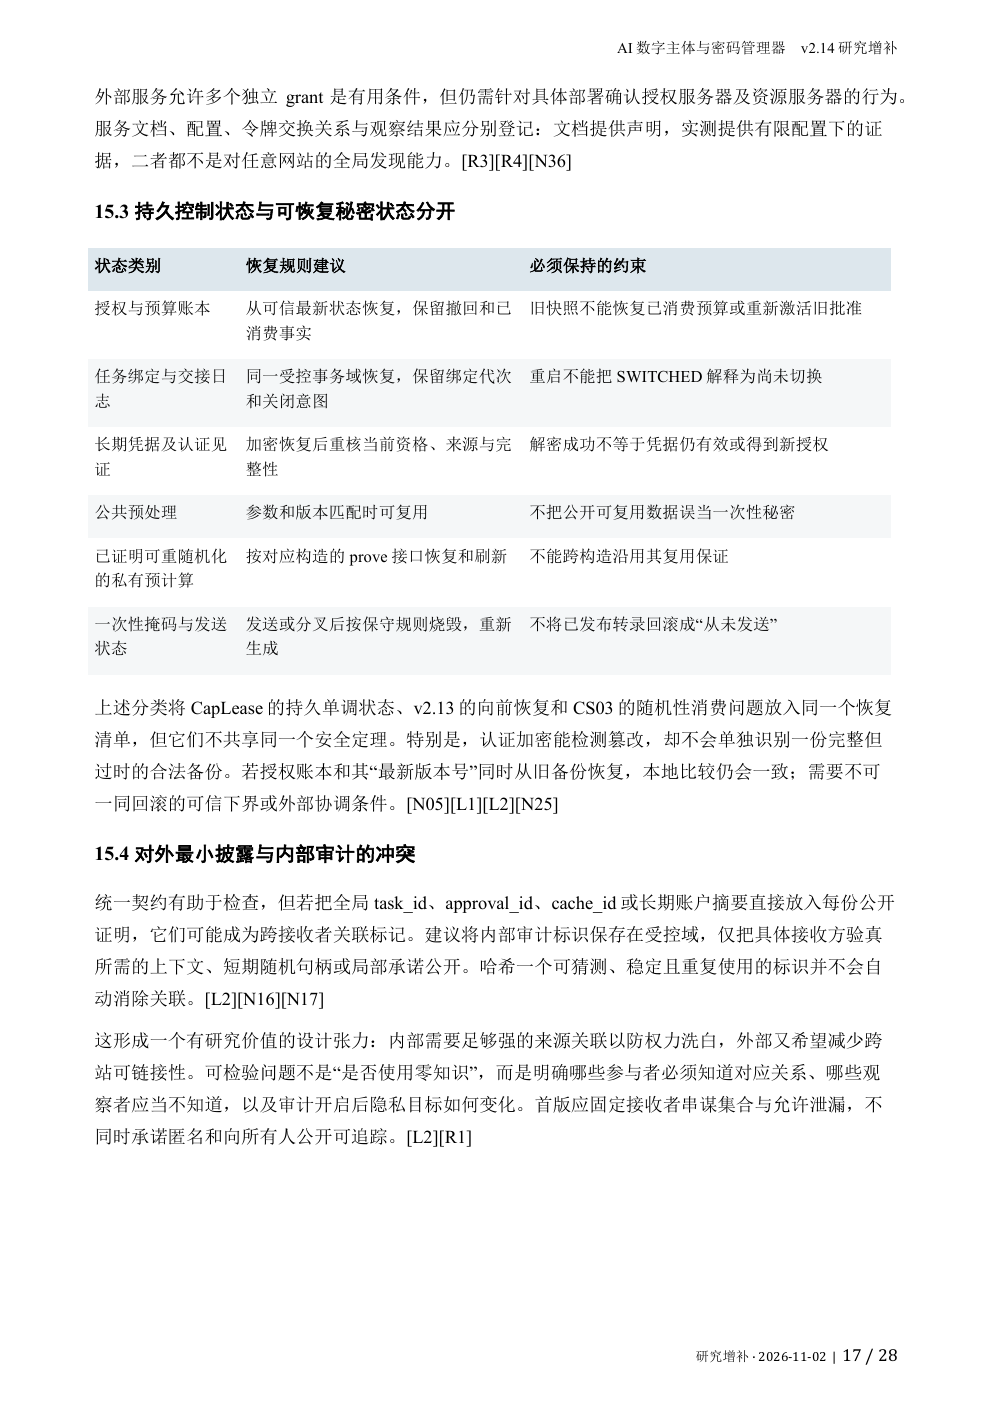 AI 数字主体与密码管理器 v2.14 研究增补
外部服务允许多个独立 grant 是有用条件，但仍需针对具体部署确认授权服务器及资源服务器的行为。
服务文档、配置、令牌交换关系与观察结果应分别登记：文档提供声明，实测提供有限配置下的证
据，二者都不是对任意网站的全局发现能力。[R3][R4][N36]
15.3 持久控制状态与可恢复秘密状态分开
状态类别 恢复规则建议 必须保持的约束
授权与预算账本 从可信最新状态恢复，保留撤回和已 旧快照不能恢复已消费预算或重新激活旧批准
消费事实
任务绑定与交接日 同一受控事务域恢复，保留绑定代次 重启不能把 SWITCHED 解释为尚未切换
志 和关闭意图
长期凭据及认证见 加密恢复后重核当前资格、来源与完 解密成功不等于凭据仍有效或得到新授权
证 整性
公共预处理 参数和版本匹配时可复用 不把公开可复用数据误当一次性秘密
已证明可重随机化 按对应构造的 prove 接口恢复和刷新 不能跨构造沿用其复用保证
的私有预计算
一次性掩码与发送 发送或分叉后按保守规则烧毁，重新 不将已发布转录回滚成“从未发送”
状态 生成
上述分类将 CapLease 的持久单调状态、v2.13 的向前恢复和 CS03 的随机性消费问题放入同一个恢复
清单，但它们不共享同一个安全定理。特别是，认证加密能检测篡改，却不会单独识别一份完整但
过时的合法备份。若授权账本和其“最新版本号”同时从旧备份恢复，本地比较仍会一致；需要不可
一同回滚的可信下界或外部协调条件。[N05][L1][L2][N25]
15.4 对外最小披露与内部审计的冲突
统一契约有助于检查，但若把全局 task_id、approval_id、cache_id 或长期账户摘要直接放入每份公开
证明，它们可能成为跨接收者关联标记。建议将内部审计标识保存在受控域，仅把具体接收方验真
所需的上下文、短期随机句柄或局部承诺公开。哈希一个可猜测、稳定且重复使用的标识并不会自
动消除关联。[L2][N16][N17]
这形成一个有研究价值的设计张力：内部需要足够强的来源关联以防权力洗白，外部又希望减少跨
站可链接性。可检验问题不是“是否使用零知识”，而是明确哪些参与者必须知道对应关系、哪些观
察者应当不知道，以及审计开启后隐私目标如何变化。首版应固定接收者串谋集合与允许泄漏，不
同时承诺匿名和向所有人公开可追踪。[L2][R1]
研究增补 · 2026-11-02 | 17 / 28